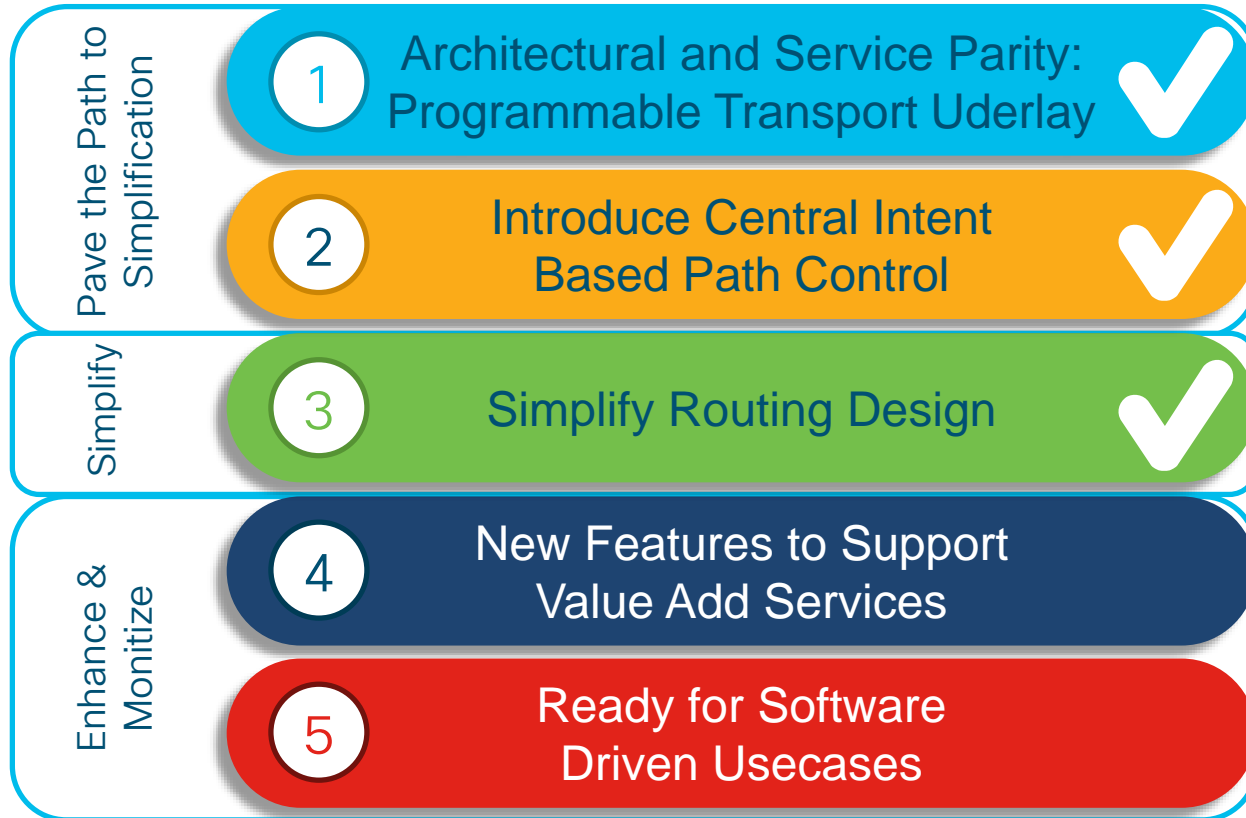 Pave the Path to
Simplification
1
Architectural and Service Parity:
Programmable Transport Uderlay
2
Introduce Central Intent
Based Path Control
Simplify
3
Simplify Routing Design
Enhance &
Monitize
4
New Features to Support
Value Add Services
5
Ready for Software
Driven Usecases